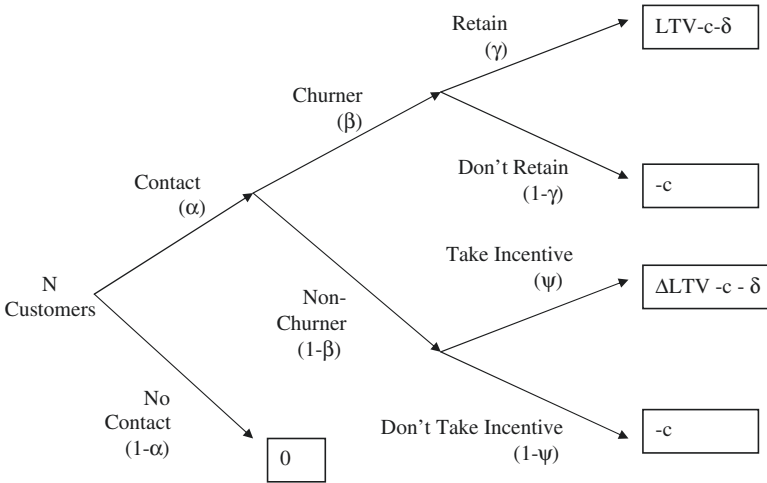 Retain
(γ)
LTV-c-δ
Churner
(β)
Don't Retain
(1-γ)
-c
Contact
(α)
N
Customers
Take Incentive
(ψ)
ΔLTV -c - δ
Non-
Churner
(1-β)
No
Contact
(1-α)
0
Don't Take Incentive
(1-ψ)
-c